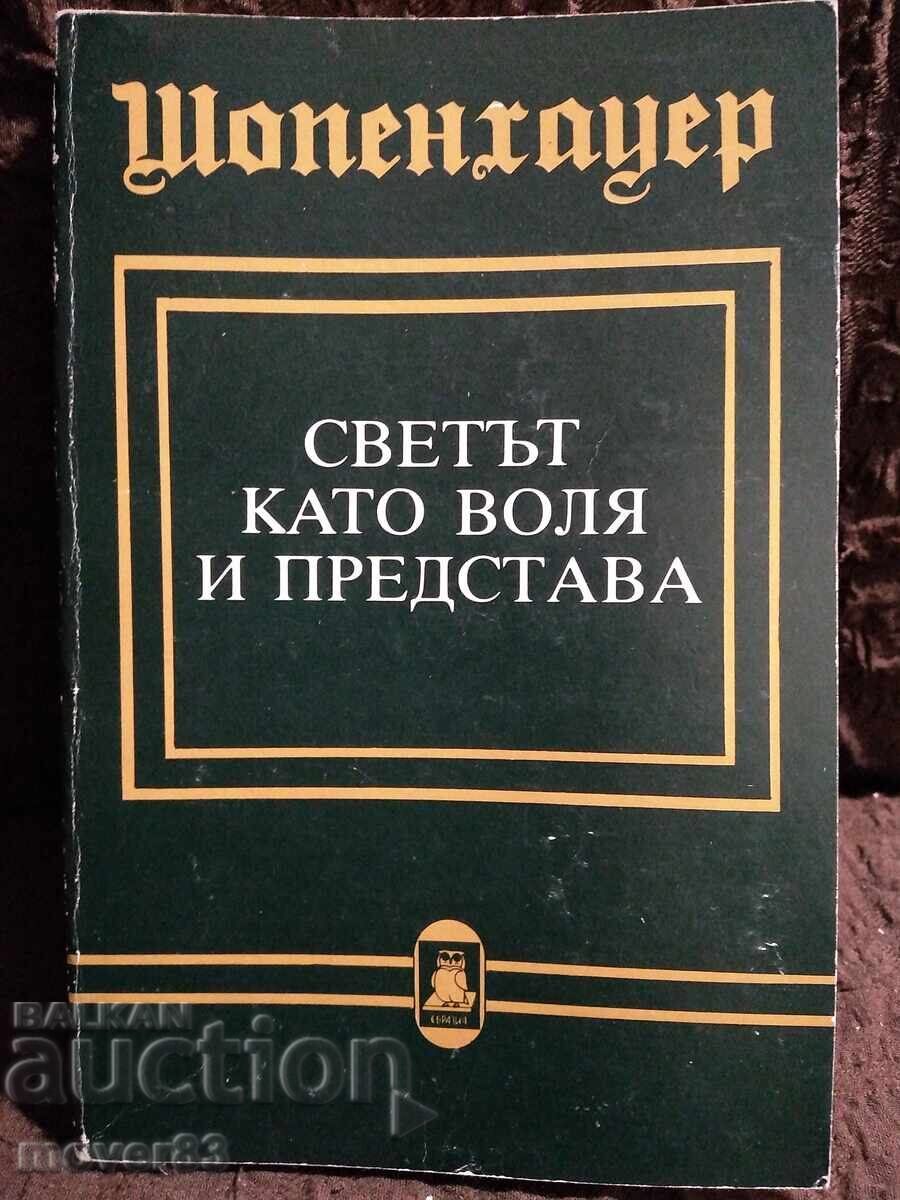 Шопенхауер
СВЕТЪТ
КАТО ВОЛЯ
И ПРЕДСТАВА
BALKAN
auction
mover83